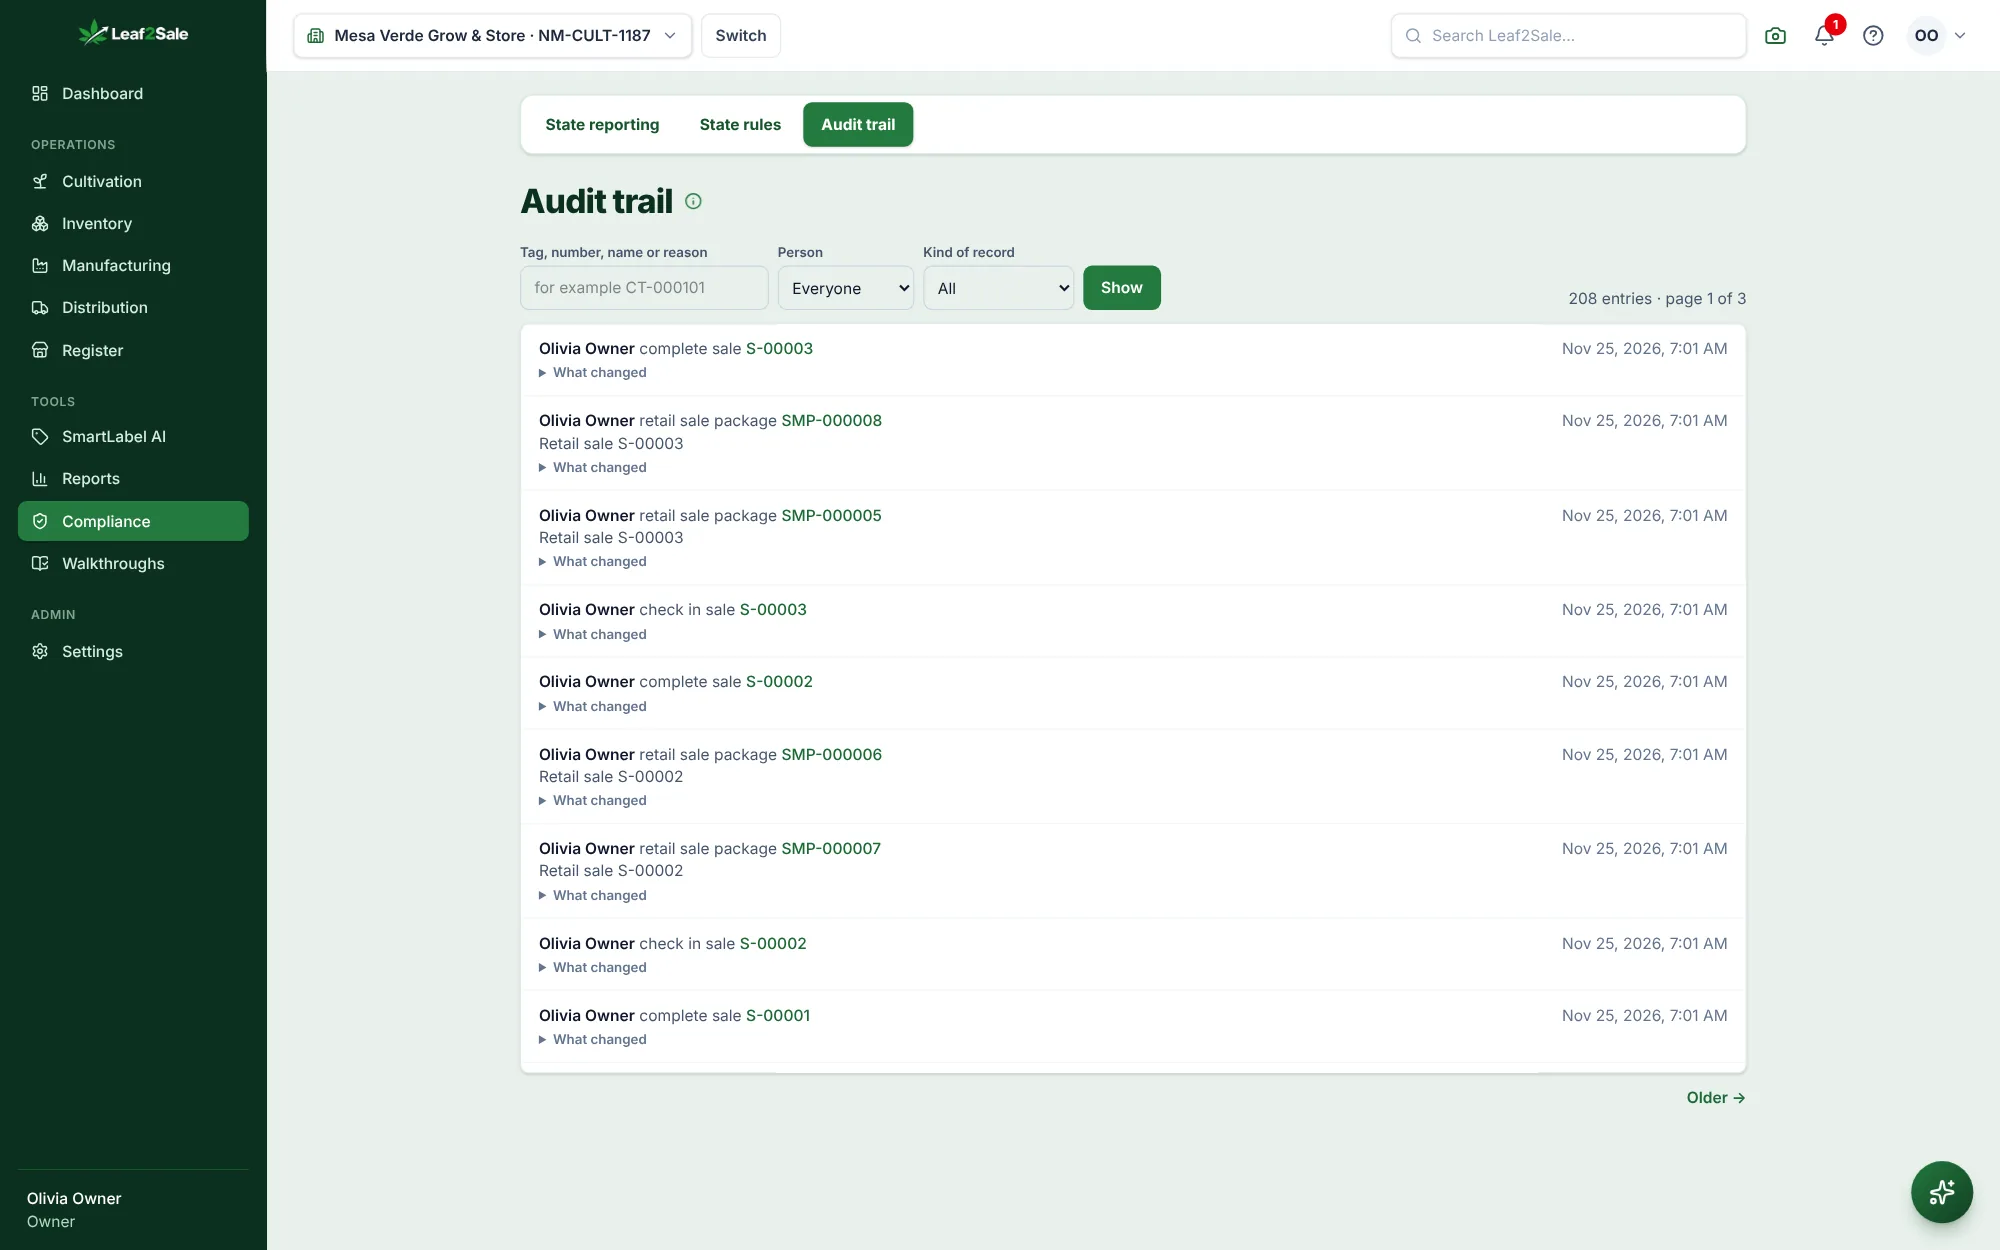 Leaf2Sale
Mesa Verde Grow & Store · NM-CULT-1187
Switch
Search Leaf2Sale...
1
OO
Dashboard
OPERATIONS
Cultivation
Inventory
Manufacturing
Distribution
Register
TOOLS
SmartLabel AI
Reports
Compliance
Walkthroughs
ADMIN
Settings
Olivia Owner
Owner
State reporting
State rules
Audit trail
Audit trail
Tag, number, name or reason
Person
Kind of record
for example CT-000101
Everyone
All
Show
208 entries · page 1 of 3
Olivia Owner complete sale S-00003 Nov 25, 2026, 7:01 AM
What changed
Olivia Owner retail sale package SMP-000008 Nov 25, 2026, 7:01 AM
Retail sale S-00003
What changed
Olivia Owner retail sale package SMP-000005 Nov 25, 2026, 7:01 AM
Retail sale S-00003
What changed
Olivia Owner check in sale S-00003 Nov 25, 2026, 7:01 AM
What changed
Olivia Owner complete sale S-00002 Nov 25, 2026, 7:01 AM
What changed
Olivia Owner retail sale package SMP-000006 Nov 25, 2026, 7:01 AM
Retail sale S-00002
What changed
Olivia Owner retail sale package SMP-000007 Nov 25, 2026, 7:01 AM
Retail sale S-00002
What changed
Olivia Owner check in sale S-00002 Nov 25, 2026, 7:01 AM
What changed
Olivia Owner complete sale S-00001 Nov 25, 2026, 7:01 AM
What changed
Older →